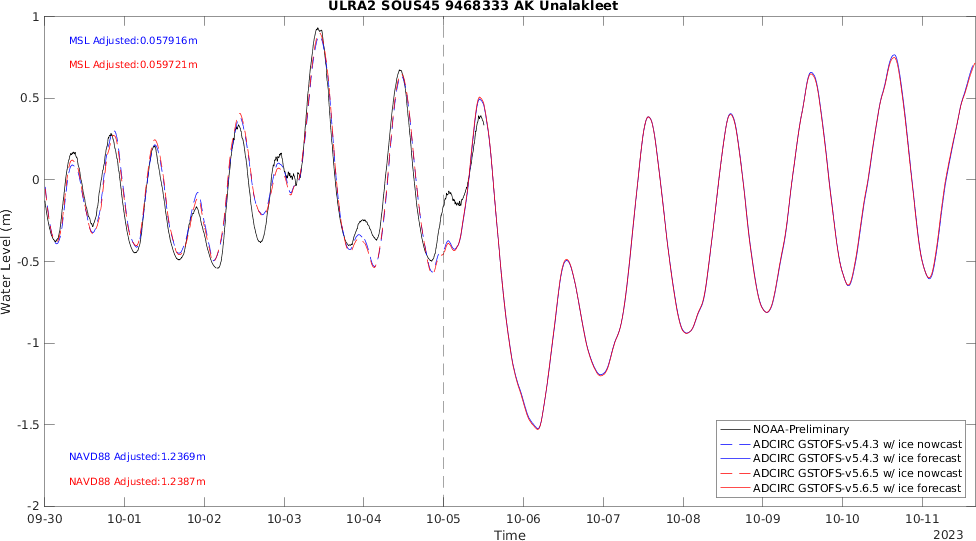 ULRA2 SOUS45 9468333 AK Unalakleet
MSL Adjusted:0.057916m
MSL Adjusted:0.059721m
1
0.5
0
-0.5
-1
-1.5
-2
Water Level (m)
NAVD88 Adjusted:1.2369m
NAVD88 Adjusted:1.2387m
NOAA-Preliminary
ADCIRC GSTOFS-v5.4.3 w/ ice nowcast
ADCIRC GSTOFS-v5.4.3 w/ ice forecast
ADCIRC GSTOFS-v5.6.5 w/ ice nowcast
ADCIRC GSTOFS-v5.6.5 w/ ice forecast
09-30 10-01 10-02 10-03 10-04 10-05 10-06 10-07 10-08 10-09 10-10 10-11
Time
2023